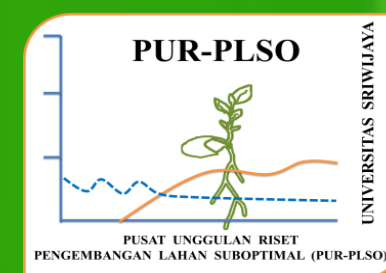 PUR-PLSO
UNIVERSITAS SRIWIJAYA
PUSAT UNGGULAN RISET
PENGEMBANGAN LAHAN SUBOPTIMAL (PUR-PLSO)